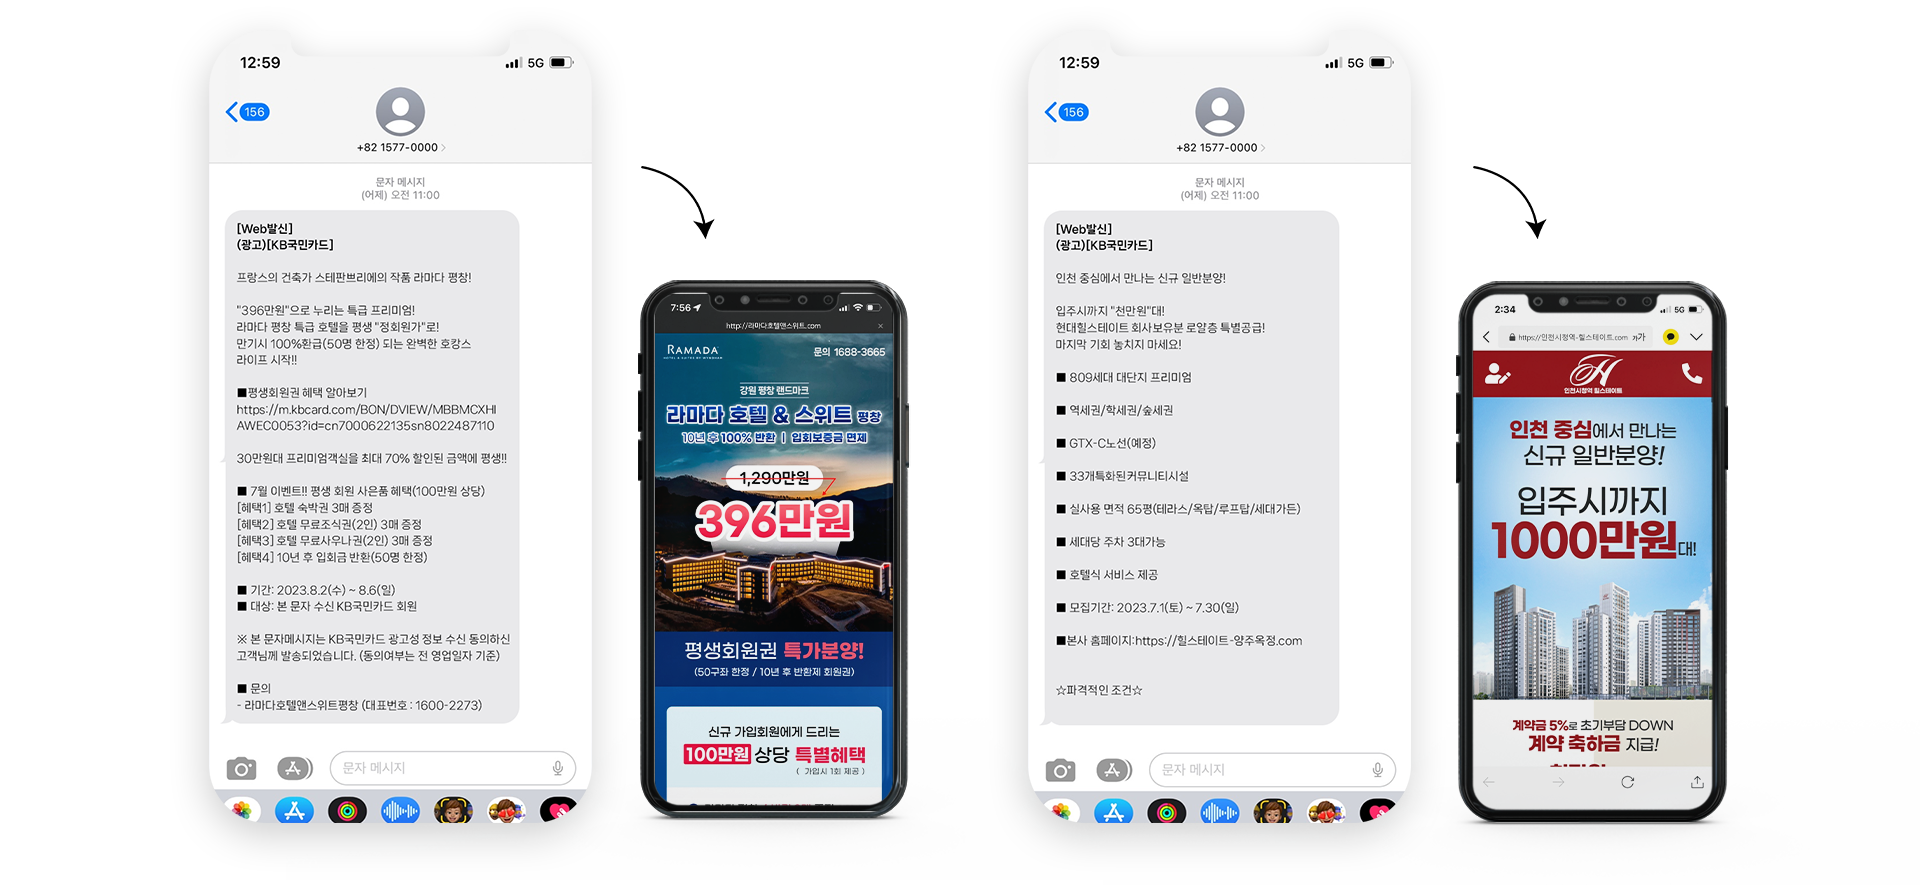 12:59
5G
156
+82 1577-0000
문자 메시지
(어제) 오전 11:00
[Web발신]
(광고)[KB국민카드]
프랑스의 건축가 스테판쁘리에의 작품 라마다 평창!
"396만원"으로 누리는 특급 프리미엄!
라마다 평창 특급 호텔을 평생 "정회원가"로!
만기시 100%환급(50명 한정) 되는 완벽한 호캉스
라이프 시작!!
■평생회원권 혜택 알아보기
https://m.kbcard.com/BON/DVIEW/MBBMCXHI
AWEC0053?id=cn7000622135sn8022487110
30만원대 프리미엄객실을 최대 70% 할인된 금액에 평생!!
■ 7월 이벤트!! 평생 회원 사은품 혜택(100만원 상당)
[혜택1] 호텔 숙박권 3매 증정
[혜택2] 호텔 무료조식권(2인) 3매 증정
[혜택3] 호텔 무료사우나권(2인) 3매 증정
[혜택4] 10년 후 입회금 반환(50명 한정)
■ 기간: 2023.8.2(수) ~ 8.6(일)
■ 대상: 본 문자 수신 KB국민카드 회원
※ 본 문자메시지는 KB국민카드 광고성 정보 수신 동의하신
고객님께 발송되었습니다. (동의여부는 전 영업일자 기준)
■ 문의
- 라마다호텔앤스위트평창 (대표번호 : 1600-2273)
문자 메시지
7:56
http://라마다호텔앤스위트.com
RAMADA
HOTEL & SUITES BY WYNDHAM
문의 1688-3665
강원 평창 랜드마크
라마다 호텔 & 스위트 평창
10년 후 100% 반환 | 입회보증금 면제
1,290만원
396만원
평생회원권 특가분양!
(50구좌 한정 / 10년 후 반환제 회원권)
신규 가입회원에게 드리는
100만원 상당 특별혜택
( 가입시 1회 제공 )
12:59
5G
156
+82 1577-0000
문자 메시지
(어제) 오전 11:00
[Web발신]
(광고)[KB국민카드]
인천 중심에서 만나는 신규 일반분양!
입주시까지 "천만원"대!
현대힐스테이트 회사보유분 로얄층 특별공급!
마지막 기회 놓치지 마세요!
■ 809세대 대단지 프리미엄
■ 역세권/학세권/숲세권
■ GTX-C노선(예정)
■ 33개특화된커뮤니티시설
■ 실사용 면적 65평(테라스/옥탑/루프탑/세대가든)
■ 세대당 주차 3대가능
■ 호텔식 서비스 제공
■ 모집기간: 2023.7.1(토) ~ 7.30(일)
■본사 홈페이지:https://힐스테이트-양주옥정.com
☆파격적인 조건☆
문자 메시지
2:34
5G
https://인천시청역-힐스테이트.com
가가
H
인천시청역 힐스테이트
인천 중심에서 만나는
신규 일반분양!
입주시까지
1000만원대!
계약금 5%로 초기부담 DOWN
계약 축하금 지급!